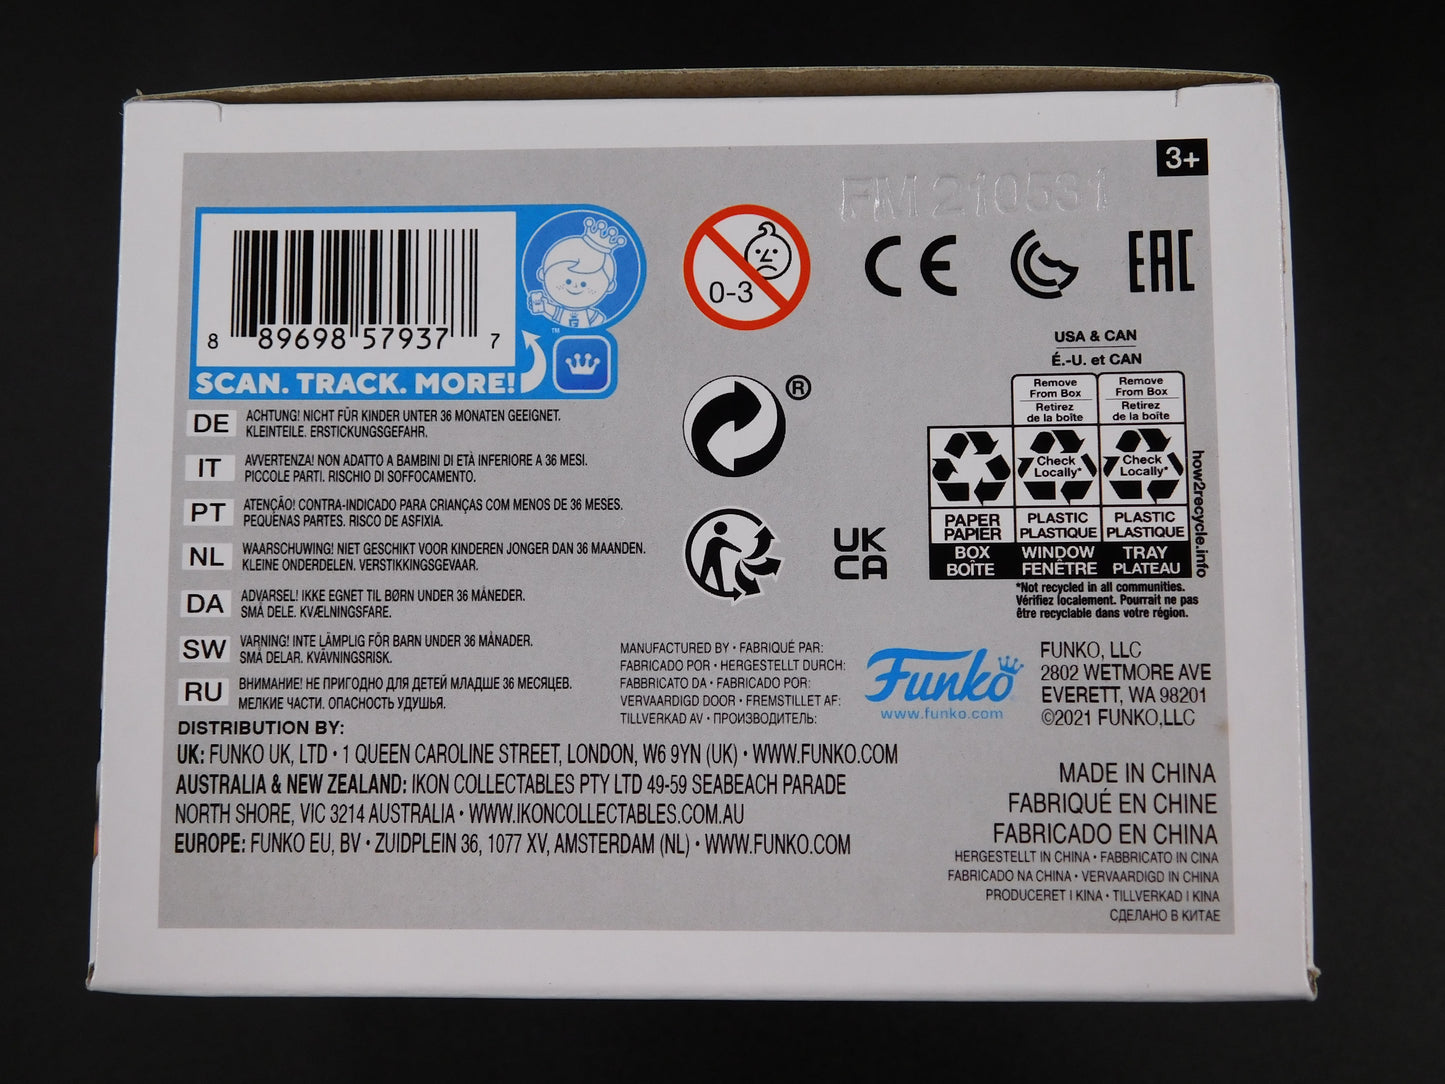 3+
FM 210531
8 89698 57937 7
™
SCAN. TRACK. MORE!
0-3
CE
EAC
®
UK
CA
USA & CAN
É.-U. et CAN
Remove
From Box
Retirez
de la boîte
Remove
From Box
Retirez
de la boîte
Check
Locally*
Check
Locally*
PAPER
PAPIER
PLASTIC
PLASTIQUE
PLASTIC
PLASTIQUE
BOX
BOÎTE
WINDOW
FENÊTRE
TRAY
PLATEAU
how2recycle.info
*Not recycled in all communities.
Vérifiez localement. Pourrait ne pas
être recyclable dans votre région.
DE ACHTUNG! NICHT FÜR KINDER UNTER 36 MONATEN GEEIGNET.
KLEINTEILE. ERSTICKUNGSGEFAHR.
IT AVVERTENZA! NON ADATTO A BAMBINI DI ETÀ INFERIORE A 36 MESI.
PICCOLE PARTI. RISCHIO DI SOFFOCAMENTO.
PT ATENÇÃO! CONTRA-INDICADO PARA CRIANÇAS COM MENOS DE 36 MESES.
PEQUENAS PARTES. RISCO DE ASFIXIA.
NL WAARSCHUWING! NIET GESCHIKT VOOR KINDEREN JONGER DAN 36 MAANDEN.
KLEINE ONDERDELEN. VERSTIKKINGSGEVAAR.
DA ADVARSEL! IKKE EGNET TIL BØRN UNDER 36 MÅNEDER.
SMÅ DELE. KVÆLNINGSFARE.
SW VARNING! INTE LÄMPLIG FÖR BARN UNDER 36 MÅNADER.
SMÅ DELAR. KVÄVNINGSRISK.
RU ВНИМАНИЕ! НЕ ПРИГОДНО ДЛЯ ДЕТЕЙ МЛАДШЕ 36 МЕСЯЦЕВ.
МЕЛКИЕ ЧАСТИ. ОПАСНОСТЬ УДУШЬЯ.
MANUFACTURED BY • FABRIQUÉ PAR:
FABRICADO POR • HERGESTELLT DURCH:
FABBRICATO DA • FABRICADO POR:
VERVAARDIGD DOOR • FREMSTILLET AF:
TILLVERKAD AV • ПРОИЗВОДИТЕЛЬ:
Funko
www.funko.com
FUNKO, LLC
2802 WETMORE AVE
EVERETT, WA 98201
©2021 FUNKO,LLC
DISTRIBUTION BY:
UK: FUNKO UK, LTD • 1 QUEEN CAROLINE STREET, LONDON, W6 9YN (UK) • WWW.FUNKO.COM
AUSTRALIA & NEW ZEALAND: IKON COLLECTABLES PTY LTD 49-59 SEABEACH PARADE
NORTH SHORE, VIC 3214 AUSTRALIA • WWW.IKONCOLLECTABLES.COM.AU
EUROPE: FUNKO EU, BV • ZUIDPLEIN 36, 1077 XV, AMSTERDAM (NL) • WWW.FUNKO.COM
MADE IN CHINA
FABRIQUÉ EN CHINE
FABRICADO EN CHINA
HERGESTELLT IN CHINA • FABBRICATO IN CINA
FABRICADO NA CHINA • VERVAARDIGD IN CHINA
PRODUCERET I KINA • TILLVERKAD I KINA
СДЕЛАНО В КИТАЕ